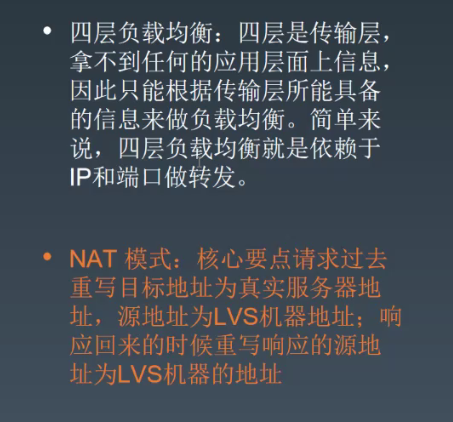 • 四层负载均衡：四层是传输层，
拿不到任何的应用层面上信息，
因此只能根据传输层所能具备
的信息来做负载均衡。简单来
说，四层负载均衡就是依赖于
IP和端口做转发。
• NAT 模式：核心要点请求过去
重写目标地址为真实服务器地
址，源地址为LVS机器地址；响
应回来的时候重写响应的源地
址为LVS机器的地址